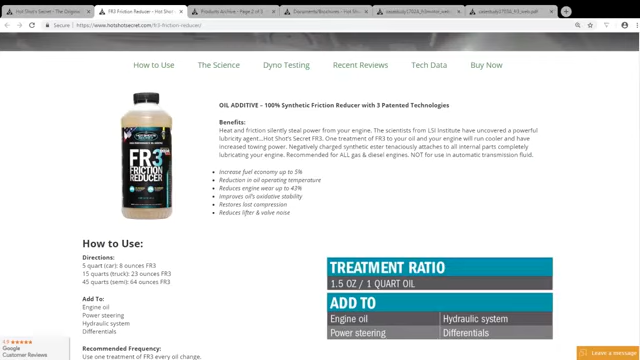 Hot Shot's Secret. The Original
FR3 Friction Reducer – Hot Shot
Products Archive - Page 2 of 3
Documents/Brochures - Hot Sh
https://www.hotshotsecret.com/fr3-friction-reducer/
How to Use
The Science
Dyno Testing
Recent Reviews
Tech Data
Buy Now
OIL ADDITIVE – 100% Synthetic Friction Reducer with 3 Patented Technologies
Benefits:
Heat and friction silently steal power from your engine. The scientists from LSI Institute have uncovered a powerful
lubricity agent...Hot Shot's Secret FR3. One treatment of FR3 to your oil and your engine will run cooler and have
increased towing power. Negatively charged synthetic ester tenaciously attaches to all internal parts completely
lubricating your engine. Recommended for ALL gas & diesel engines. NOT for use in automatic transmission fluid.
Increase fuel economy up to 5%
Reduction in oil operating temperature
Reduces engine wear up to 43%
Improves oil's oxidative stability
Restores lost compression
Reduces lifter & valve noise
FR3
FRICTION
REDUCER
How to Use:
Directions:
5 quart (car): 8 ounces FR3
15 quarts (truck): 23 ounces FR3
45 quarts (semi): 64 ounces FR3
Add To:
Engine oil
Power steering
Hydraulic system
Differentials
Recommended Frequency:
Use one treatment of FR3 every oil change.
TREATMENT RATIO
1.5 OZ / 1 QUART OIL
ADD TO
Engine oil
Hydraulic system
Power steering
Differentials
Google
Customer Reviews
Leave a message